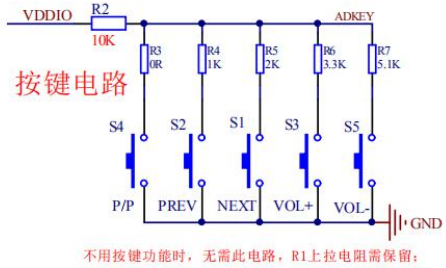 VDDIO R2 ADKEY
10K
R3 R4 R5 R6 R7
0R 1K 2K 3.3K 5.1K
按键电路
S4 S2 S1 S3 S5
P/P PREV NEXT VOL+ VOL-
GND
不用按键功能时，无需此电路，R1上拉电阻需保留；